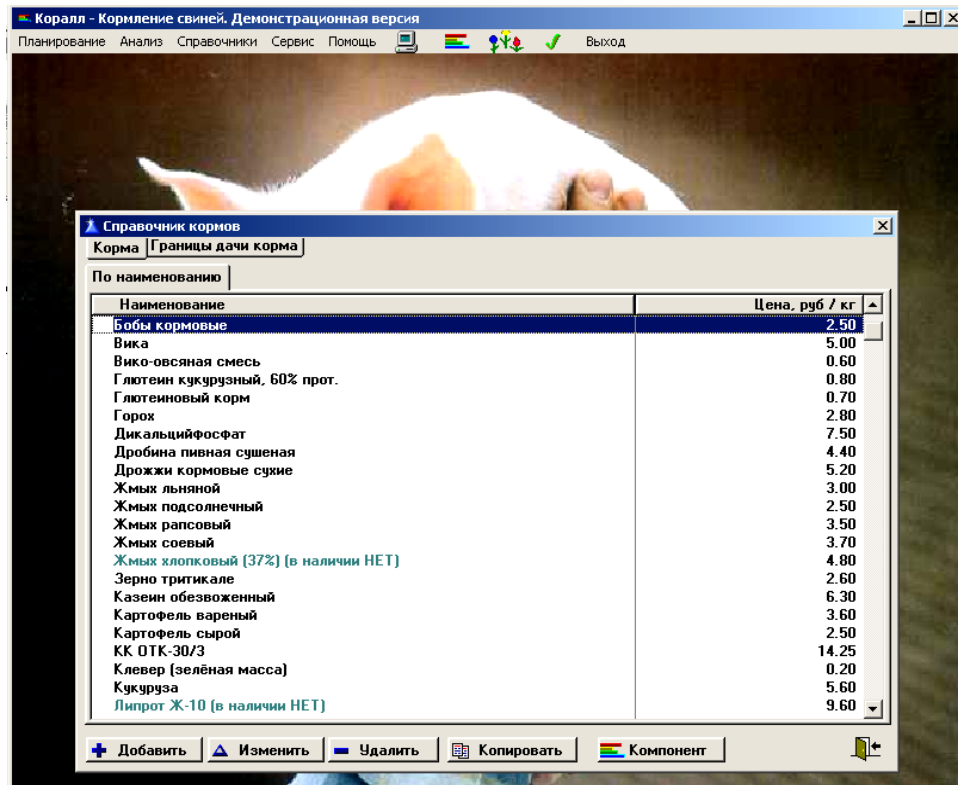 Коралл - Кормление свиней. Демонстрационная версия
Планирование Анализ Справочники Сервис Помощь Выход
Справочник кормов
Корма Границы дачи корма
По наименованию
Наименование Цена, руб / кг
Бобы кормовые 2.50
Вика 5.00
Вико-овсяная смесь 0.60
Глютеин кукурузный, 60% прот. 0.80
Глютеиновый корм 0.70
Горох 2.80
Дикальцийфосфат 7.50
Дробина пивная сушеная 4.40
Дрожжи кормовые сухие 5.20
Жмых льняной 3.00
Жмых подсолнечный 2.50
Жмых рапсовый 3.50
Жмых соевый 3.70
Жмых хлопковый (37%) (в наличии НЕТ) 4.80
Зерно тритикале 2.60
Казеин обезвоженный 6.30
Картофель вареный 3.60
Картофель сырой 2.50
КК ОТК-30/3 14.25
Клевер (зелёная масса) 0.20
Кукуруза 5.60
Липрот Ж-10 (в наличии НЕТ) 9.60
Добавить Изменить Удалить Копировать Компонент